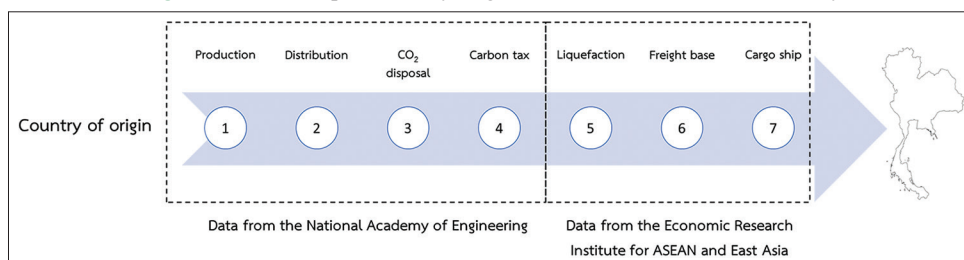 Production Distribution CO₂ disposal Carbon tax Liquefaction Freight base Cargo ship
Country of origin 1 2 3 4 5 6 7
Data from the National Academy of Engineering
Data from the Economic Research
Institute for ASEAN and East Asia